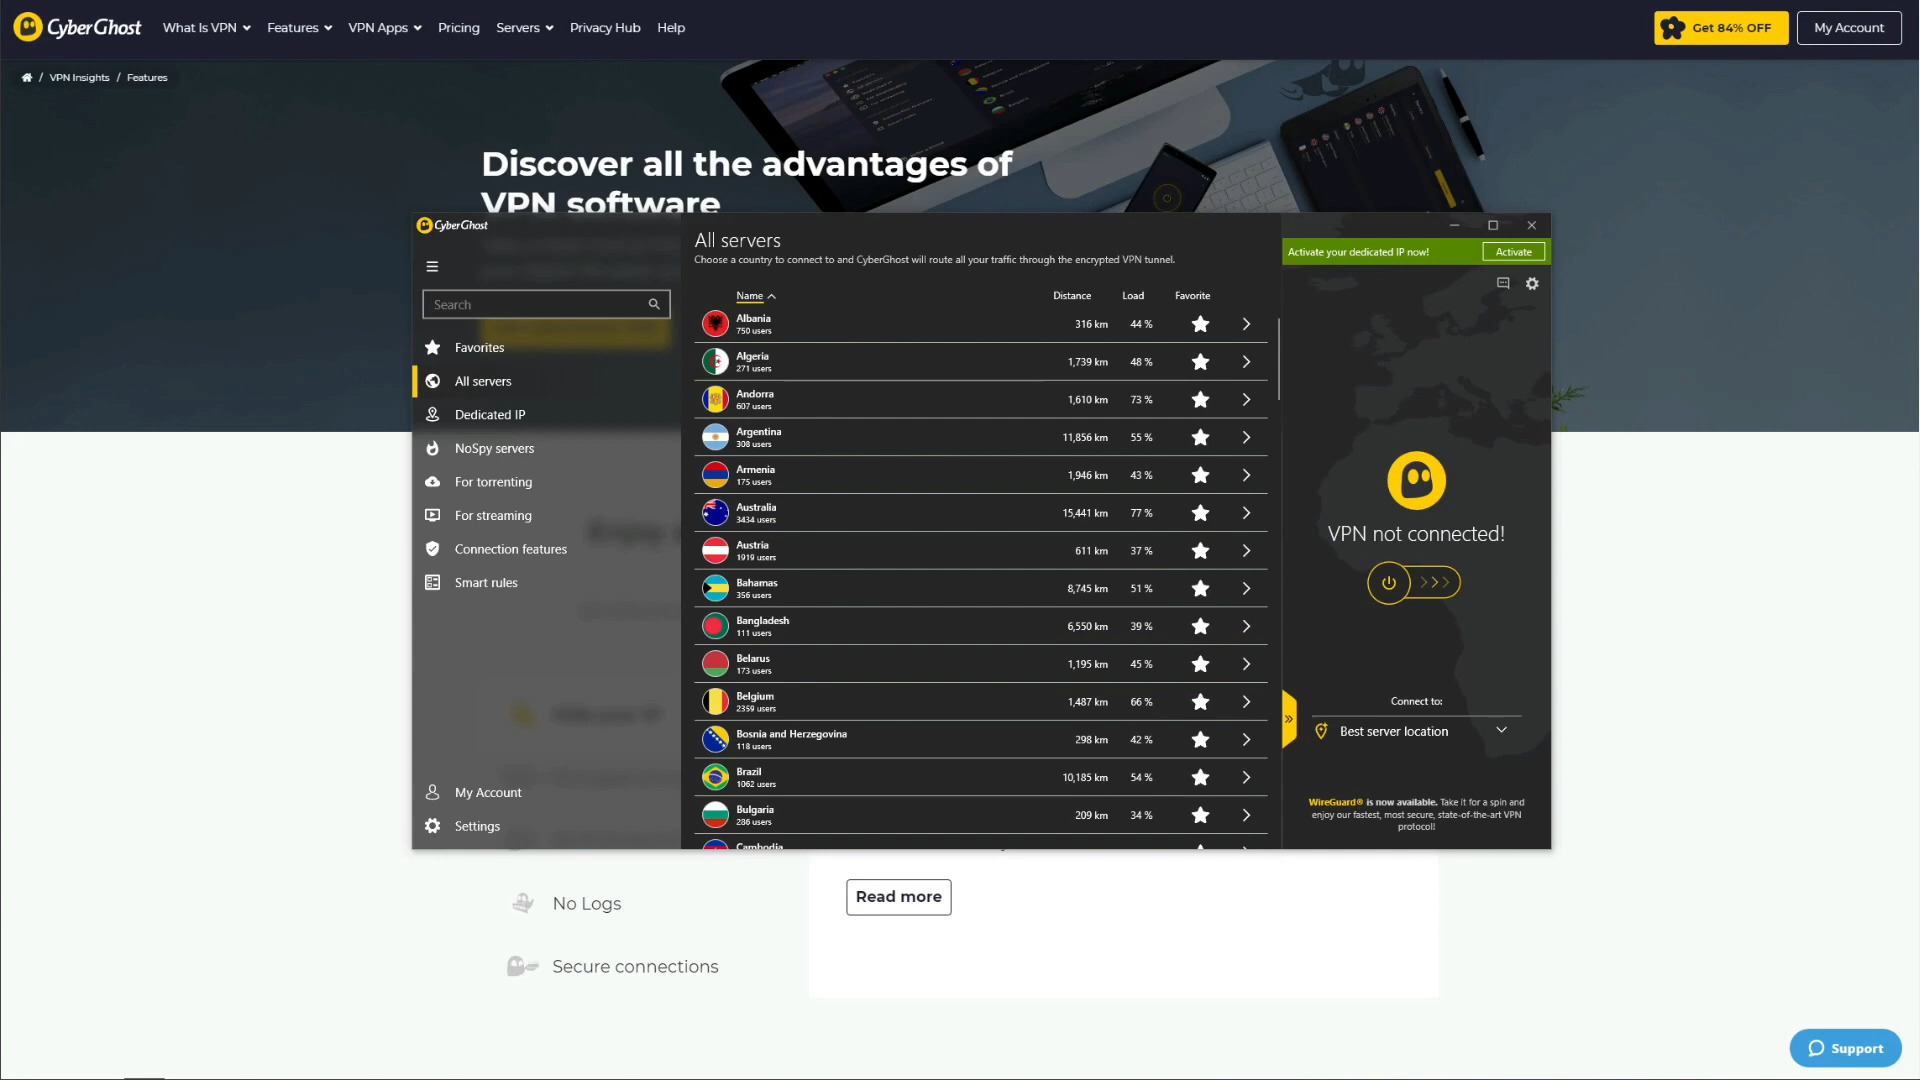 CyberGhost
What Is VPN
Features
VPN Apps
Pricing
Servers
Privacy Hub
Help
Get 84% OFF
My Account
/ VPN Insights / Features
Discover all the advantages of
VPN software
CyberGhost
Search
Favorites
All servers
Dedicated IP
NoSpy servers
For torrenting
For streaming
Connection features
Smart rules
My Account
Settings
All servers
Choose a country to connect to and CyberGhost will route all your traffic through the encrypted VPN tunnel.
Name Distance Load Favorite
Albania
750 users
316 km 44 %
Algeria
271 users
1,739 km 48 %
Andorra
607 users
1,610 km 73 %
Argentina
308 users
11,856 km 55 %
Armenia
175 users
1,946 km 43 %
Australia
3434 users
15,441 km 77 %
Austria
1919 users
611 km 37 %
Bahamas
356 users
8,745 km 51 %
Bangladesh
111 users
6,550 km 39 %
Belarus
173 users
1,195 km 45 %
Belgium
2359 users
1,487 km 66 %
Bosnia and Herzegovina
118 users
298 km 42 %
Brazil
1062 users
10,185 km 54 %
Bulgaria
286 users
209 km 34 %
Cambodia
Activate your dedicated IP now!
Activate
VPN not connected!
Connect to:
Best server location
WireGuard® is now available. Take it for a spin and
enjoy our fastest, most secure, state-of-the-art VPN
protocol!
No Logs
Read more
Secure connections
Support